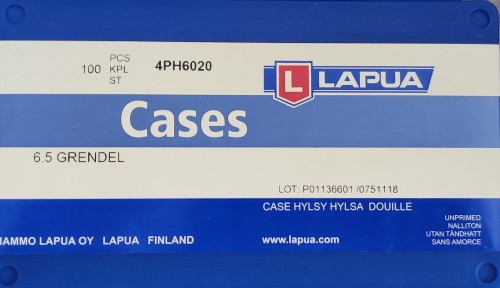 100 PCS KPL ST 4PH6020
L LAPUA
Cases
6.5 GRENDEL
LOT: P01136601 /0751118
CASE HYLSY HYLSA DOUILLE
UNPRIMED
NALLITON
UTAN TÄNDHATT
SANS AMORCE
NAMMO LAPUA OY LAPUA FINLAND
www.lapua.com